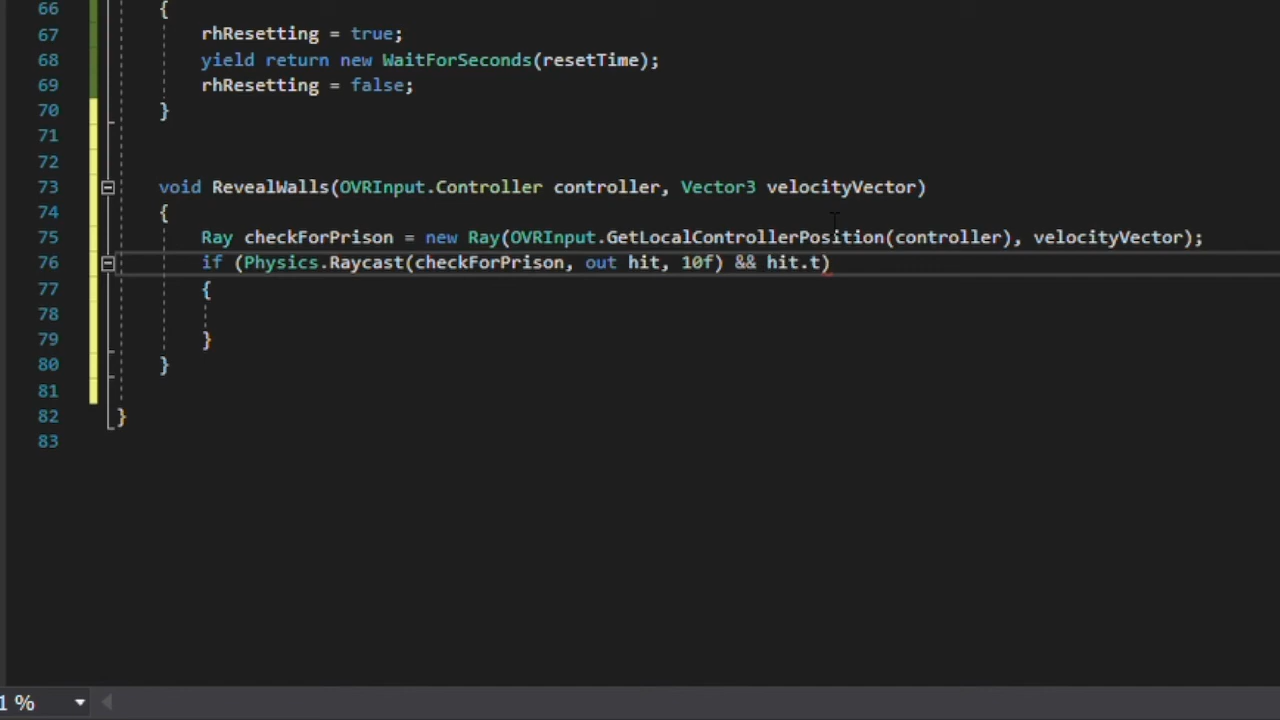 66 {
67 rhResetting = true;
68 yield return new WaitForSeconds(resetTime);
69 rhResetting = false;
70 }
71
72
73 void RevealWalls(OVRInput.Controller controller, Vector3 velocityVector)
74 {
75 Ray checkForPrison = new Ray(OVRInput.GetLocalControllerPosition(controller), velocityVector);
76 if (Physics.Raycast(checkForPrison, out hit, 10f) && hit.t)
77 {
78
79 }
80 }
81
82 }
83
1 %